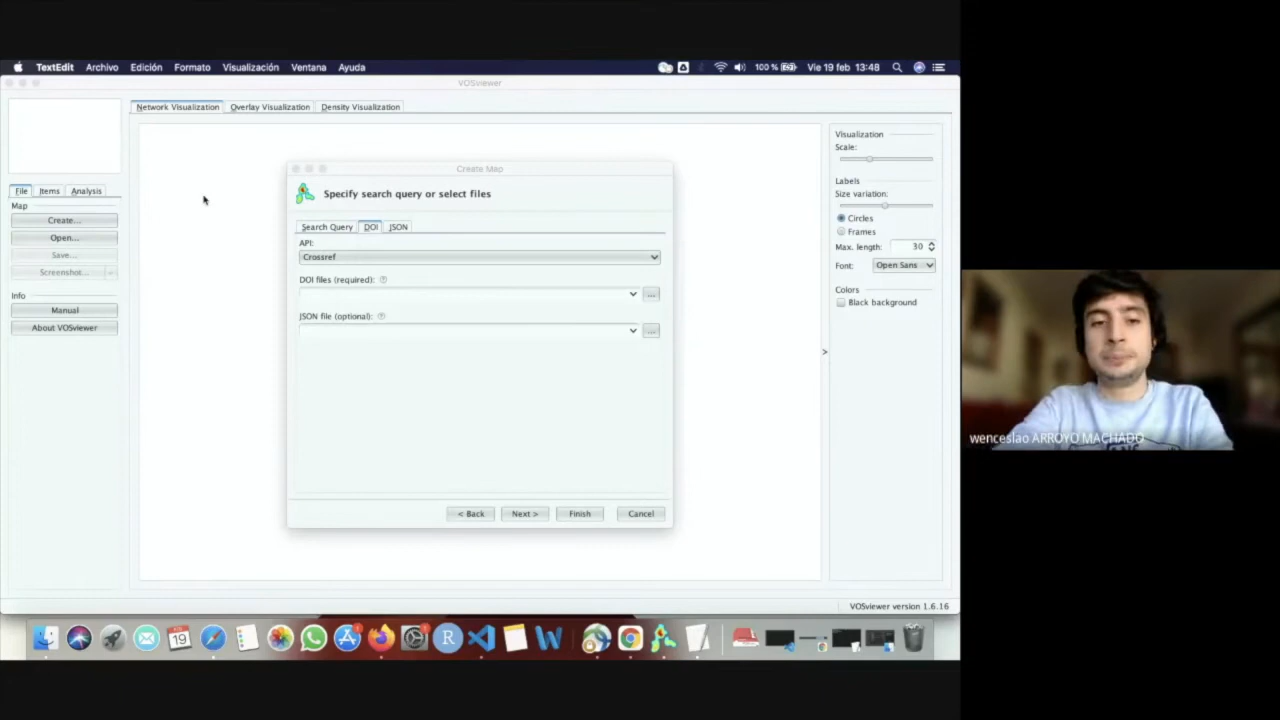 TextEdit Archivo Edición Formato Visualización Ventana Ayuda 100 % Vie 19 feb 13:48
VOSviewer
Network Visualization Overlay Visualization Density Visualization
File Items Analysis
Map
Create...
Open...
Save...
Screenshot...
Info
Manual
About VOSviewer
Create Map
Specify search query or select files
Search Query DOI JSON
API:
Crossref
DOI files (required):
...
JSON file (optional):
...
< Back Next > Finish Cancel
>
Visualization
Scale:
Labels
Size variation:
Circles
Frames
Max. length: 30
Font: Open Sans
Colors
Black background
VOSviewer version 1.6.16
wenceslao ARROYO MACHADO
19
R
W